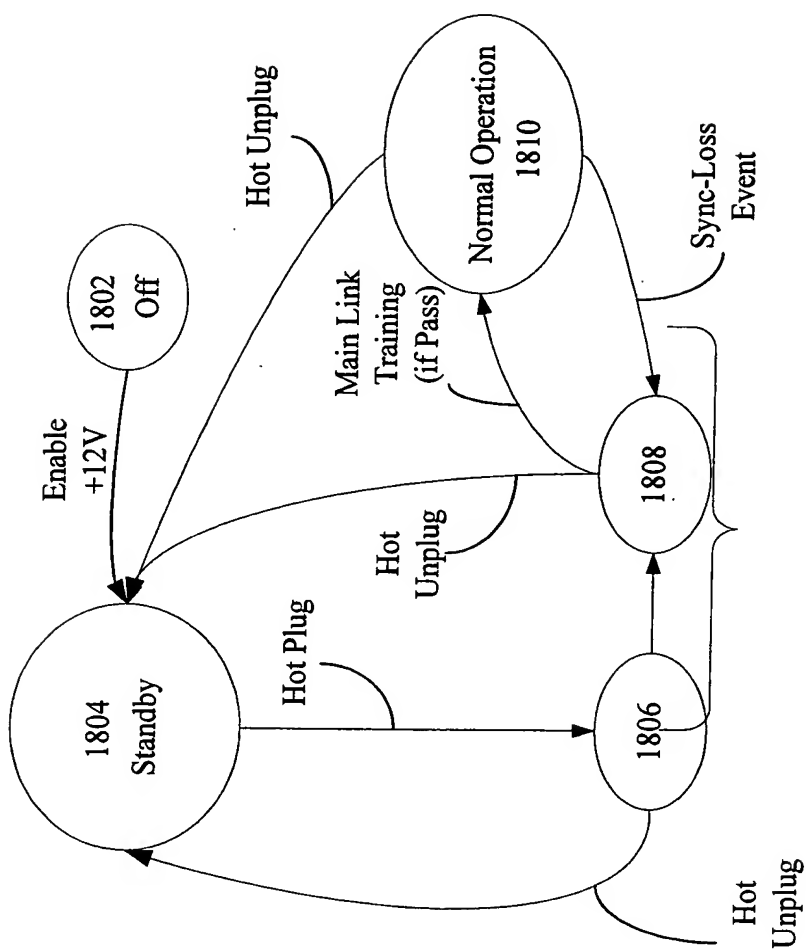 1802
Off
Enable
+12V
1804
Standby
Hot Unplug
Normal Operation
1810
Main Link
Training
(if Pass)
Hot
Unplug
Hot Plug
Sync-Loss
Event
1808
1806
Hot
Unplug